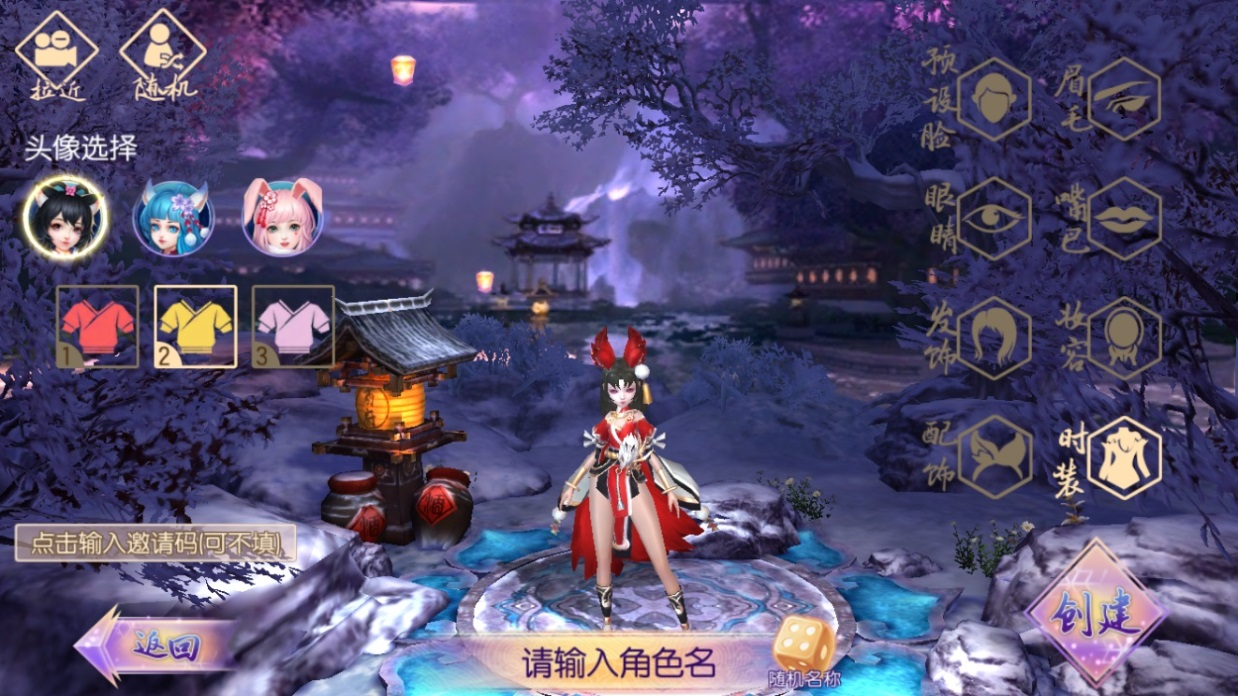 拉近
随机
头像选择
1
2
3
预设脸
眉毛
眼睛
嘴巴
发饰
妆容
配饰
时装
点击输入邀请码(可不填)
返回
请输入角色名
随机名称
创建